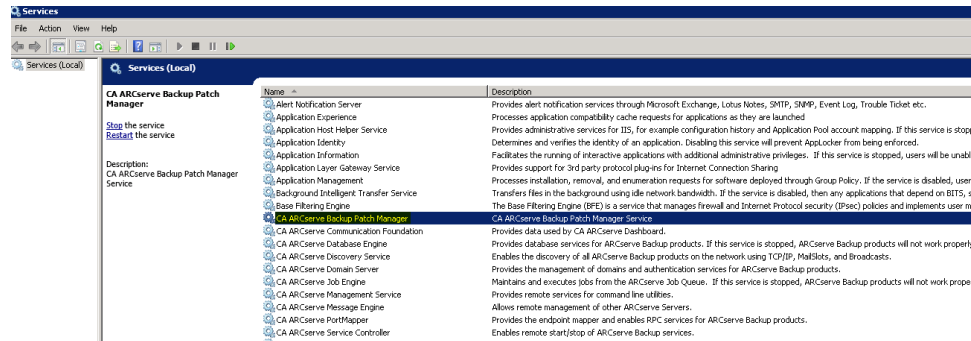 Services
File Action View Help
Services (Local)
Services (Local)
CA ARCserve Backup Patch
Manager
Stop the service
Restart the service
Description:
CA ARCserve Backup Patch Manager
Service
Name Description
Alert Notification Server Provides alert notification services through Microsoft Exchange, Lotus Notes, SMTP, SNMP, Event Log, Trouble Ticket etc.
Application Experience Processes application compatibility cache requests for applications as they are launched
Application Host Helper Service Provides administrative services for IIS, for example configuration history and Application Pool account mapping. If this service is stopp
Application Identity Determines and verifies the identity of an application. Disabling this service will prevent AppLocker from being enforced.
Application Information Facilitates the running of interactive applications with additional administrative privileges. If this service is stopped, users will be unabl
Application Layer Gateway Service Provides support for 3rd party protocol plug-ins for Internet Connection Sharing
Application Management Processes installation, removal, and enumeration requests for software deployed through Group Policy. If the service is disabled, user
Background Intelligent Transfer Service Transfers files in the background using idle network bandwidth. If the service is disabled, then any applications that depend on BITS, s
Base Filtering Engine The Base Filtering Engine (BFE) is a service that manages firewall and Internet Protocol security (IPsec) policies and implements user m
CA ARCserve Backup Patch Manager CA ARCserve Backup Patch Manager Service
CA ARCserve Communication Foundation Provides data used by CA ARCserve Dashboard.
CA ARCserve Database Engine Provides database services for ARCserve Backup products. If this service is stopped, ARCserve Backup products will not work properly
CA ARCserve Discovery Service Enables the discovery of all ARCserve Backup products on the network using TCP/IP, MailSlots, and Broadcasts.
CA ARCserve Domain Server Provides the management of domains and authentication services for ARCserve Backup products.
CA ARCserve Job Engine Maintains and executes jobs from the ARCserve Job Queue. If this service is stopped, ARCserve Backup products will not work prope
CA ARCserve Management Service Provides remote services for command line utilities.
CA ARCserve Message Engine Allows remote management of other ARCserve Servers.
CA ARCserve PortMapper Provides the endpoint mapper and enables RPC services for ARCserve Backup products.
CA ARCserve Service Controller Enables remote start/stop of ARCserve Backup services.